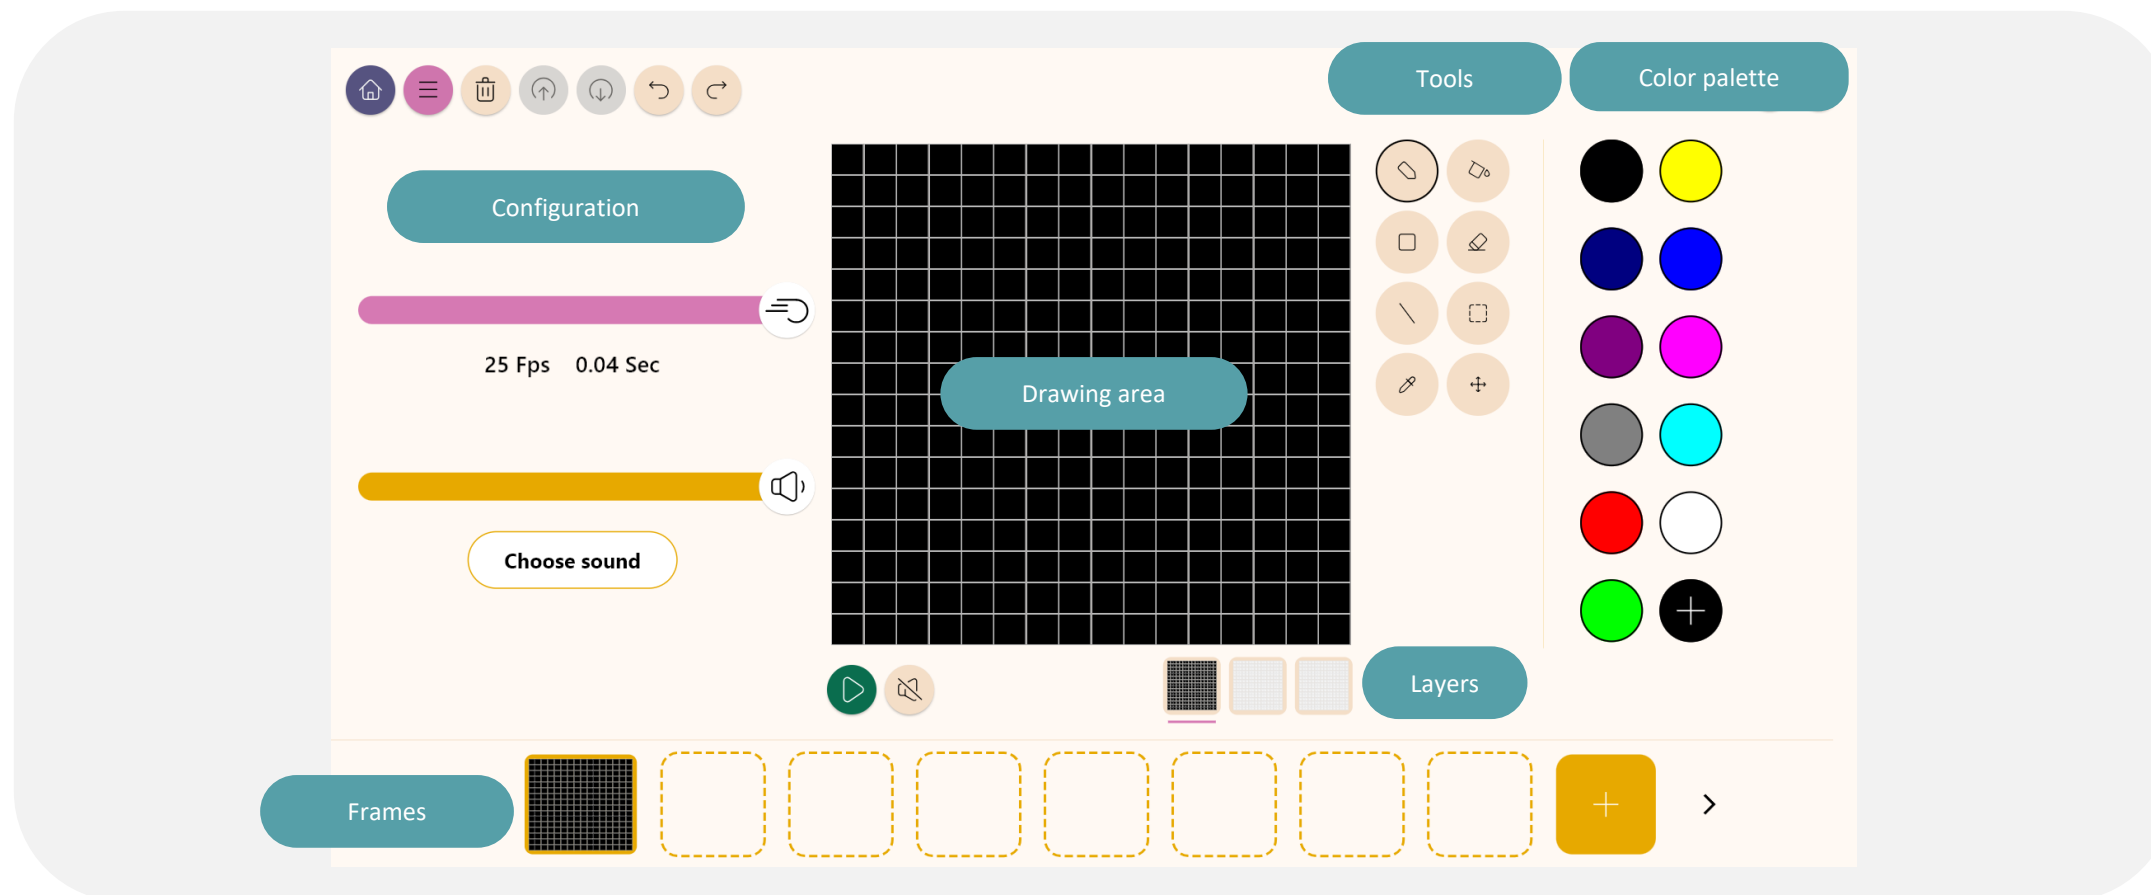 Tools
Color palette
Configuration
25 Fps 0.04 Sec
Drawing area
Choose sound
Layers
Frames